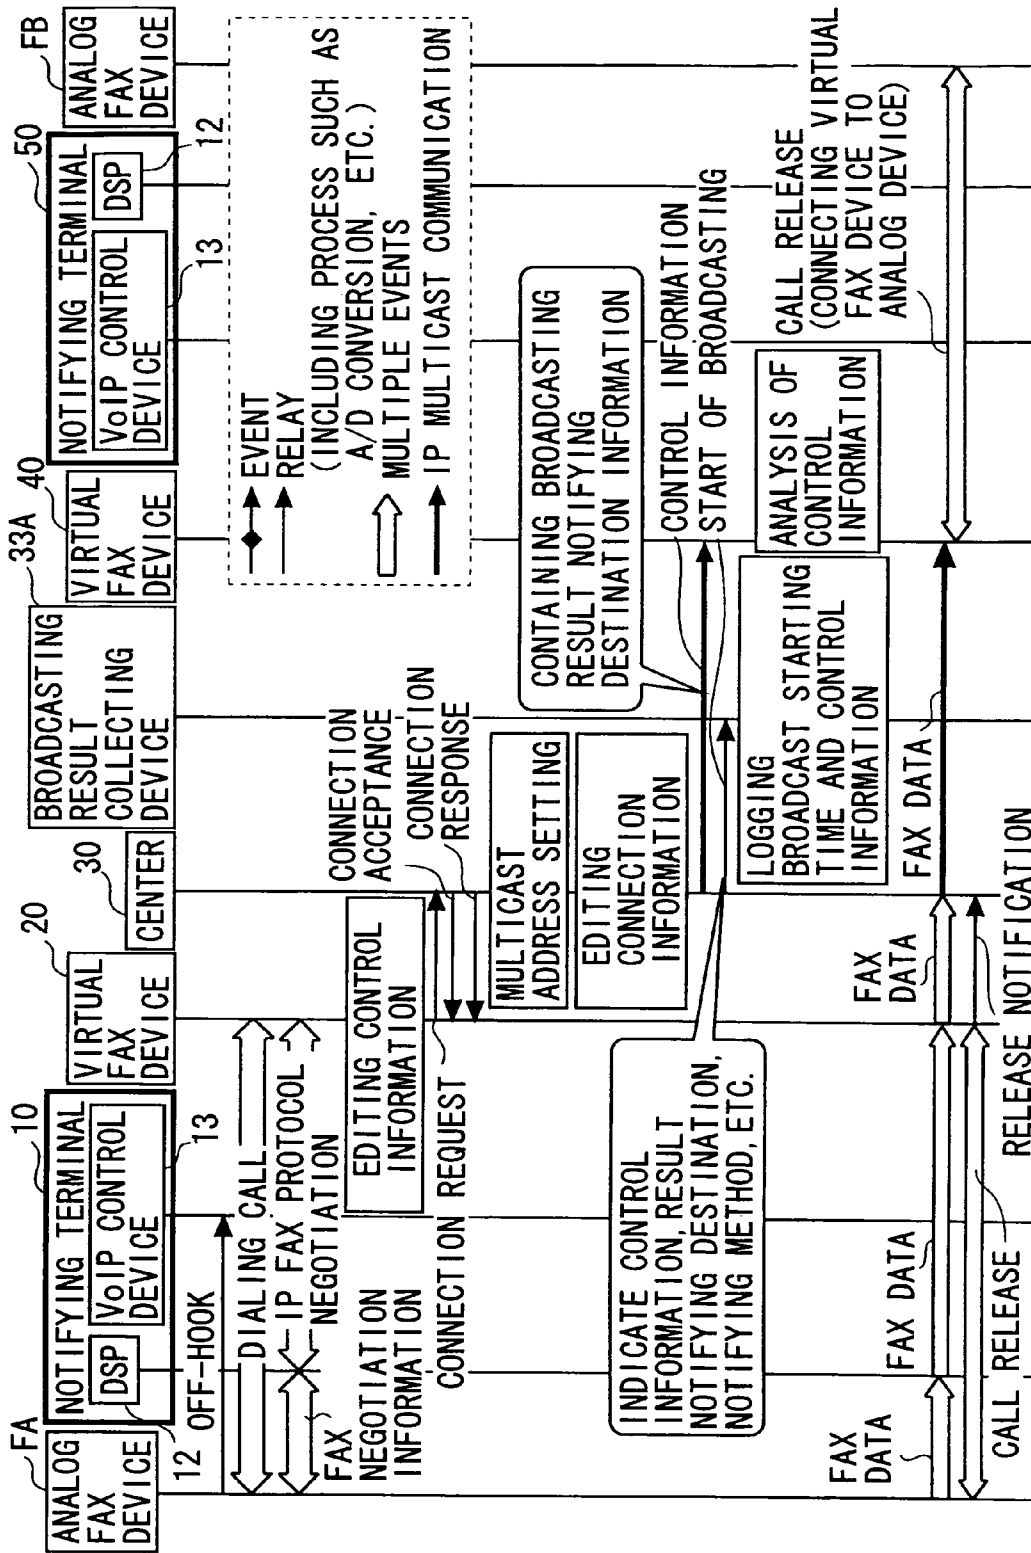 FA
ANALOG
FAX
DEVICE
10
NOTIFYING TERMINAL
DSP
VoIP CONTROL
DEVICE
12
13
20
VIRTUAL
FAX
DEVICE
30
CENTER
BROADCASTING
RESULT
COLLECTING
DEVICE
33A
40
VIRTUAL
FAX
DEVICE
50
NOTIFYING TERMINAL
VoIP CONTROL
DEVICE
DSP
13
12
FB
ANALOG
FAX
DEVICE
EVENT
RELAY
(INCLUDING PROCESS SUCH AS
A/D CONVERSION, ETC.)
MULTIPLE EVENTS
IP MULTICAST COMMUNICATION
OFF-HOOK
DIALING CALL
IP FAX PROTOCOL
NEGOTIATION
FAX
NEGOTIATION
INFORMATION
EDITING CONTROL
INFORMATION
CONNECTION REQUEST
CONNECTION
ACCEPTANCE
CONNECTION
RESPONSE
MULTICAST
ADDRESS SETTING
EDITING
CONNECTION
INFORMATION
CONTAINING BROADCASTING
RESULT NOTIFYING
DESTINATION INFORMATION
CONTROL INFORMATION
START OF BROADCASTING
INDICATE CONTROL
INFORMATION,RESULT
NOTIFYING DESTINATION,
NOTIFYING METHOD,ETC.
LOGGING
BROADCAST STARTING
TIME AND CONTROL
INFORMATION
ANALYSIS OF
CONTROL
INFORMATION
CALL RELEASE
(CONNECTING VIRTUAL
FAX DEVICE TO
ANALOG DEVICE)
FAX
DATA
FAX DATA
FAX
DATA
FAX DATA
CALL RELEASE
RELEASE NOTIFICATION